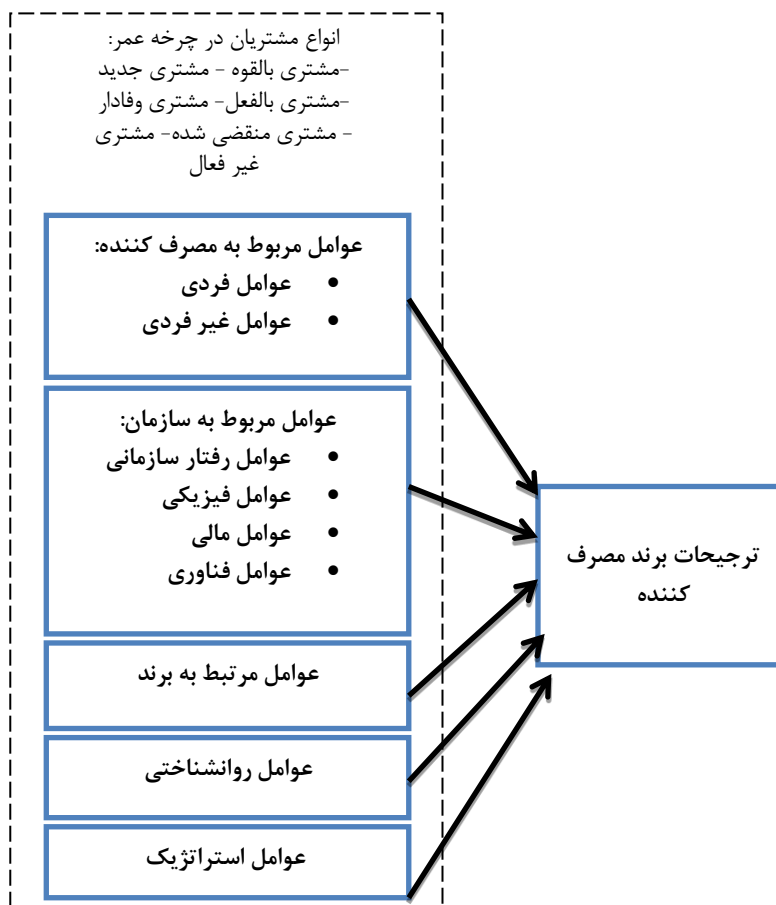 انواع مشتریان در چرخه عمر:
-مشتری بالقوه - مشتری جدید
-مشتری بالفعل- مشتری وفادار
- مشتری منقضی شده- مشتری
غیر فعال
عوامل مربوط به مصرف کننده:
• عوامل فردی
• عوامل غیر فردی
عوامل مربوط به سازمان:
• عوامل رفتار سازمانی
• عوامل فیزیکی
• عوامل مالی
• عوامل فناوری
عوامل مرتبط به برند
عوامل روانشناختی
عوامل استراتژیک
ترجیحات برند مصرف
کننده